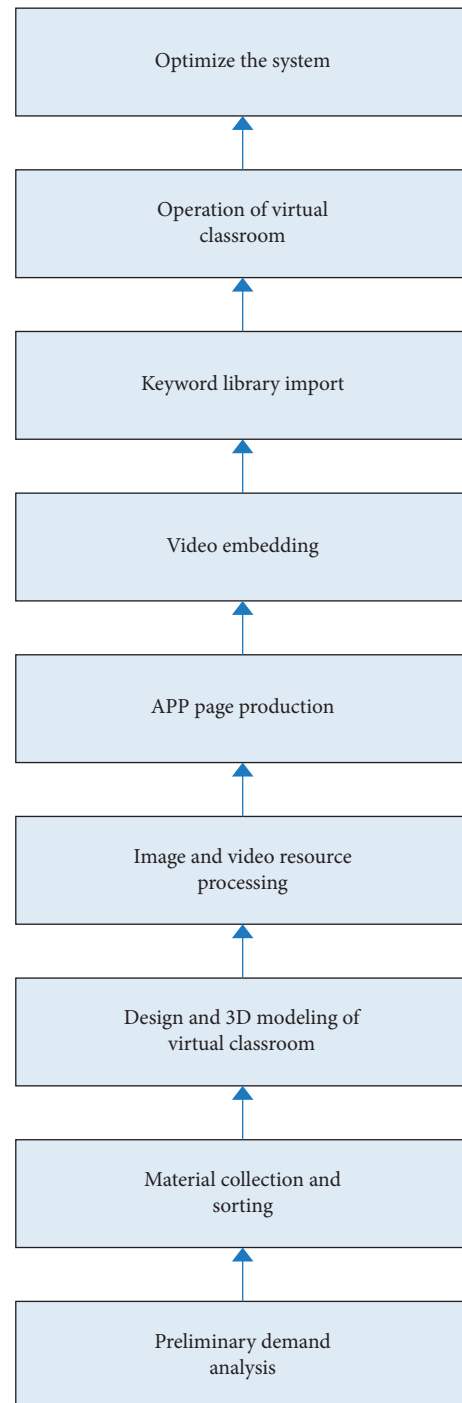 Optimize the system
Operation of virtual
classroom
Keyword library import
Video embedding
APP page production
Image and video resource
processing
Design and 3D modeling of
virtual classroom
Material collection and
sorting
Preliminary demand
analysis